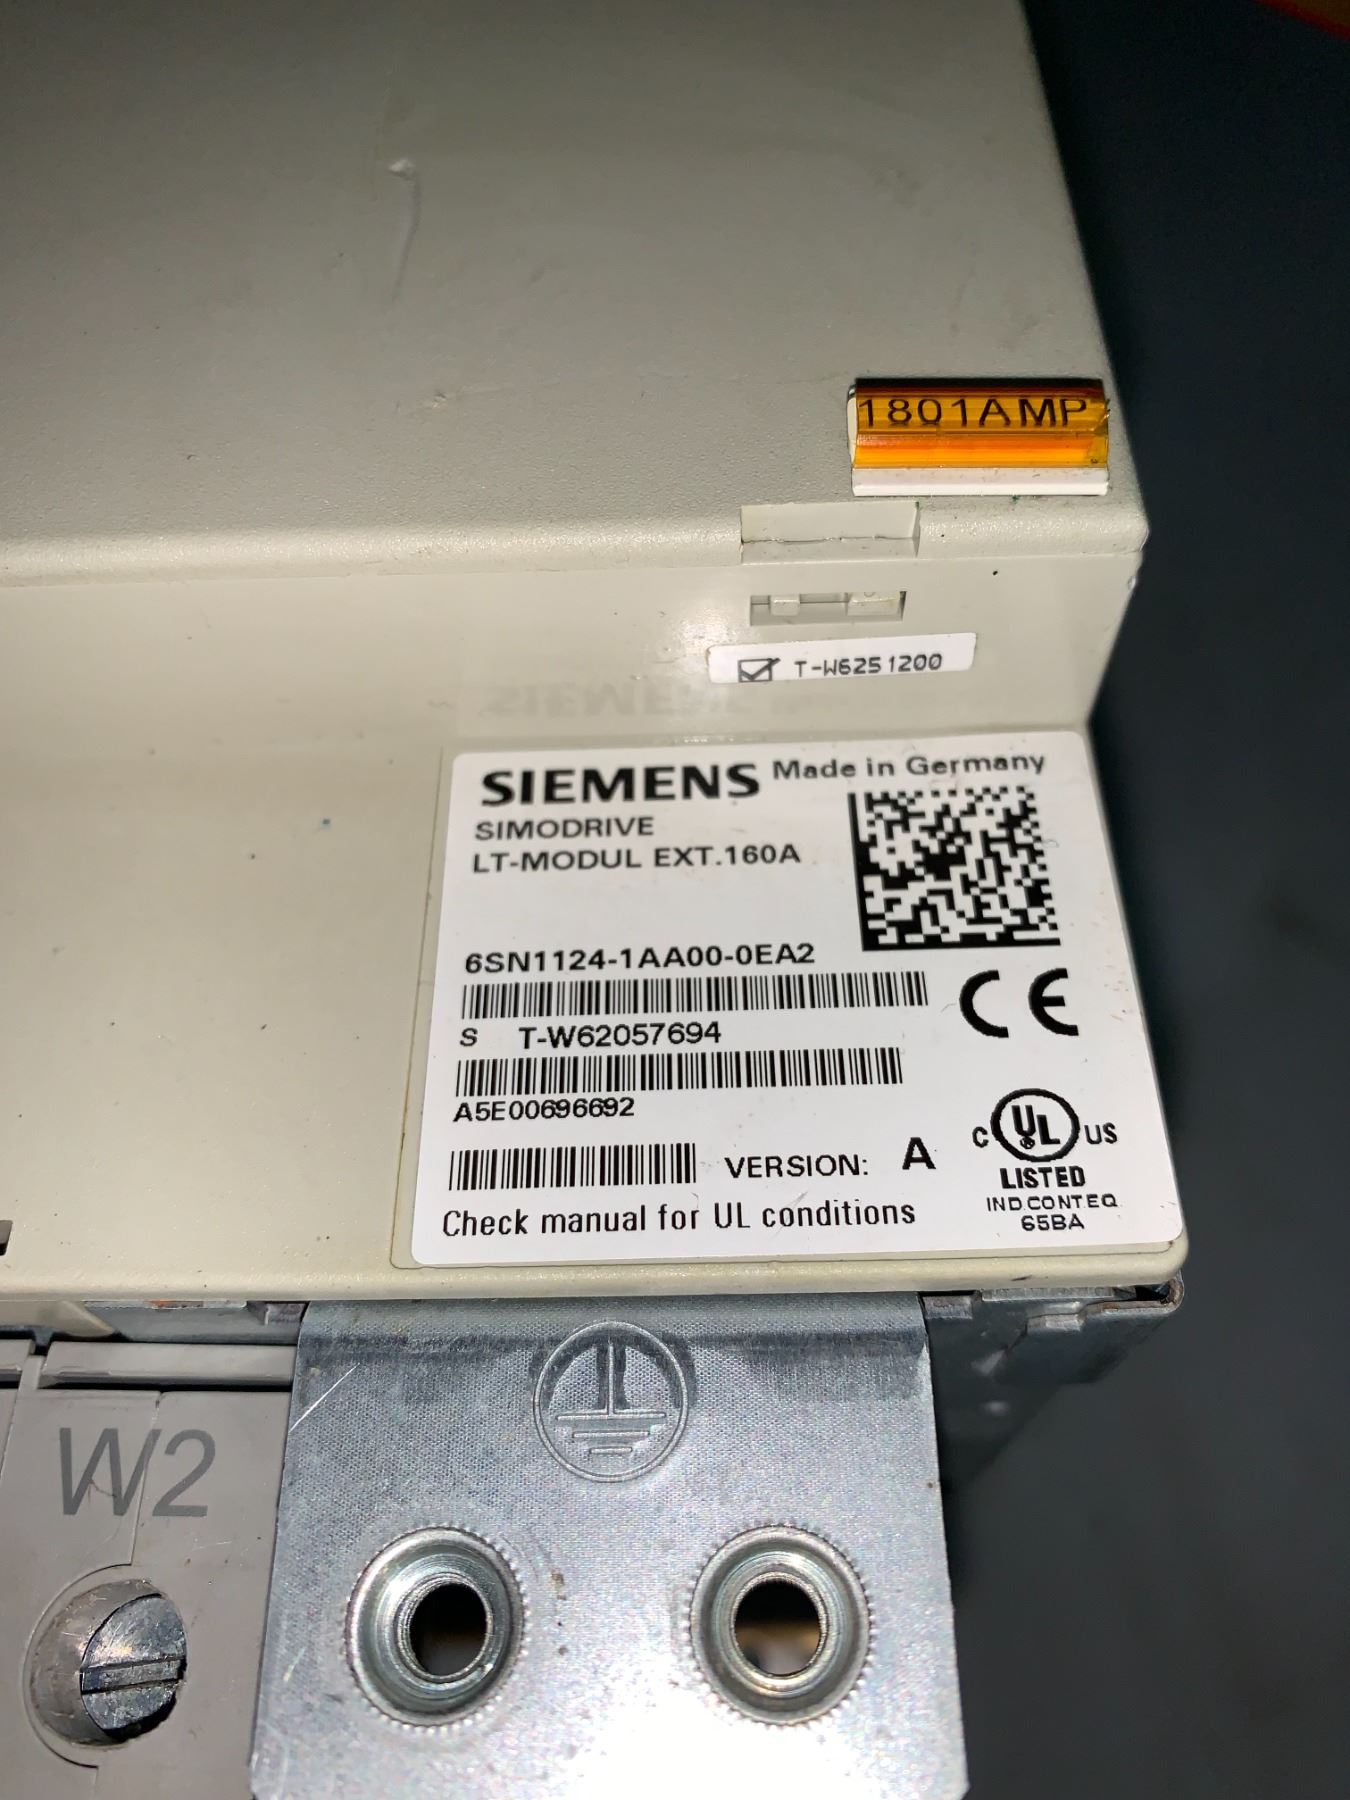 1801AMP
T-W6251200
SIEMENS Made in Germany
SIMODRIVE
LT-MODUL EXT.160A
6SN1124-1AA00-0EA2
S T-W62057694
A5E00696692
VERSION: A
Check manual for UL conditions
CE
C UL US
LISTED
IND.CONT.EQ.
65BA
W2